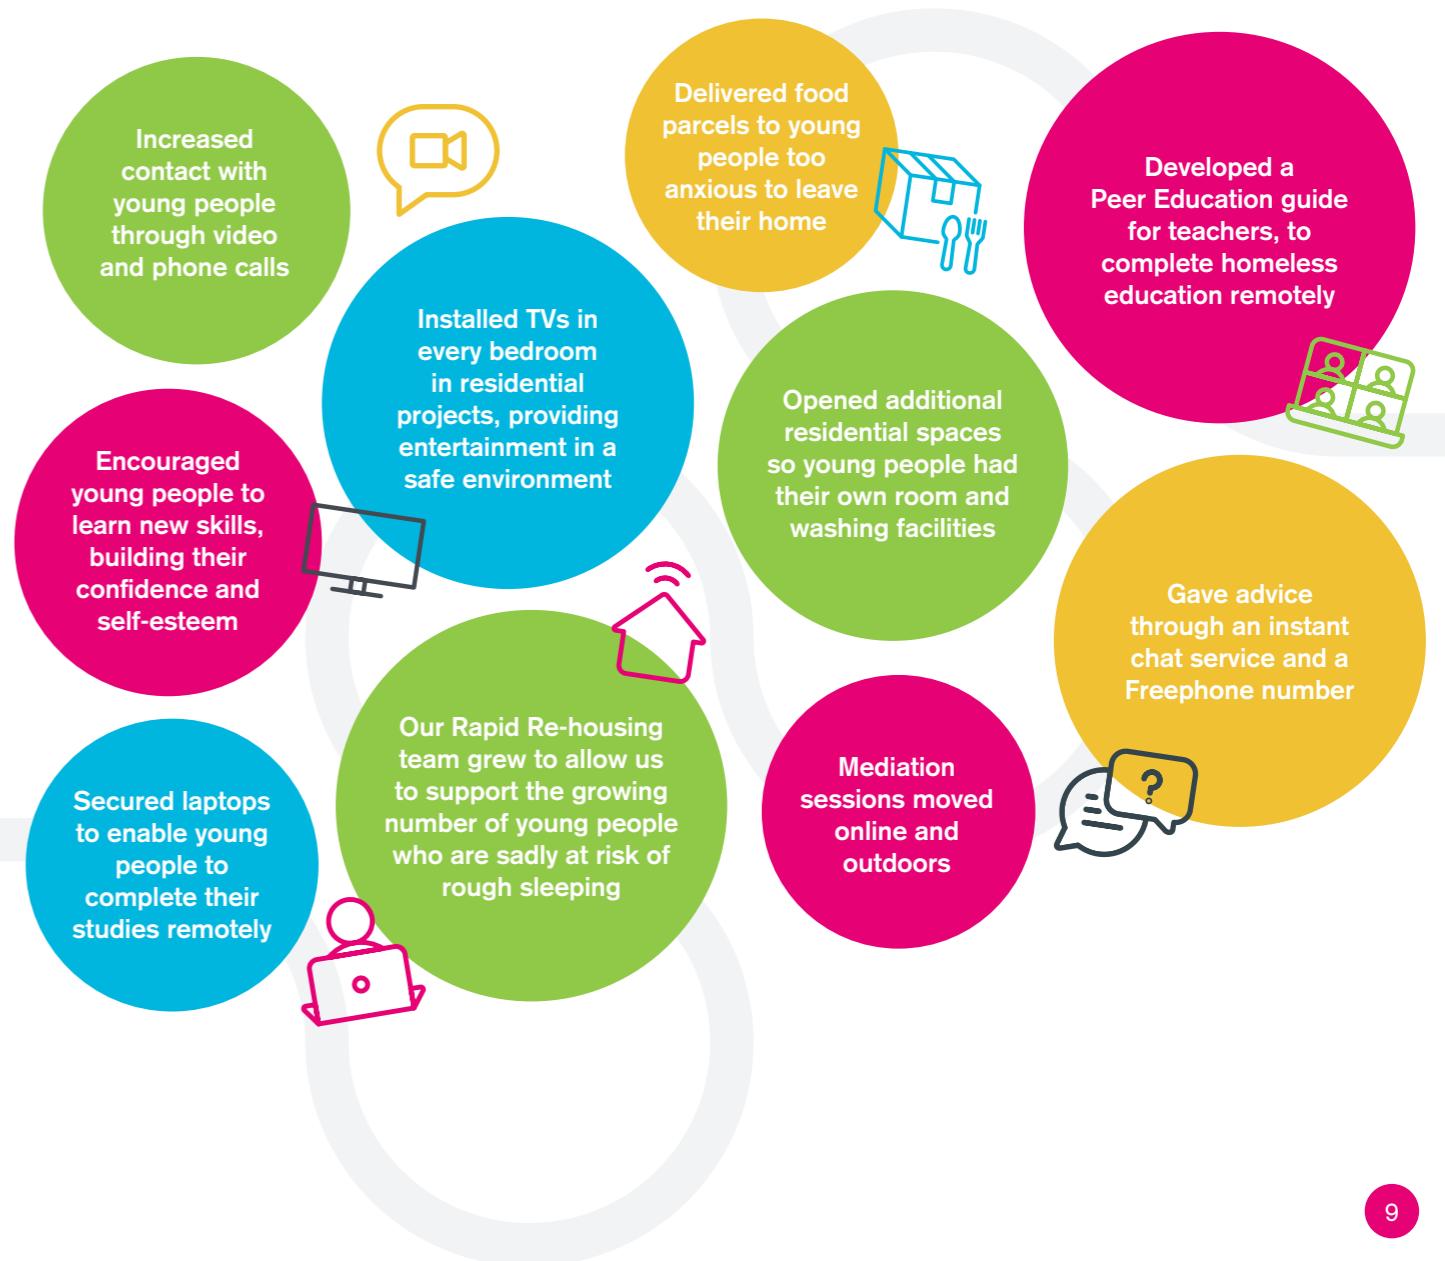 Increased
contact with
young people
through video
and phone calls
Delivered food
parcels to young
people too
anxious to leave
their home
Developed a
Peer Education guide
for teachers, to
complete homeless
education remotely
Installed TVs in
every bedroom
in residential
projects, providing
entertainment in a
safe environment
Opened additional
residential spaces
so young people had
their own room and
washing facilities
Encouraged
young people to
learn new skills,
building their
confidence and
self-esteem
Gave advice
through an instant
chat service and a
Freephone number
Our Rapid Re-housing
team grew to allow us
to support the growing
number of young people
who are sadly at risk of
rough sleeping
Mediation
sessions moved
online and
outdoors
?
Secured laptops
to enable young
people to
complete their
studies remotely
9